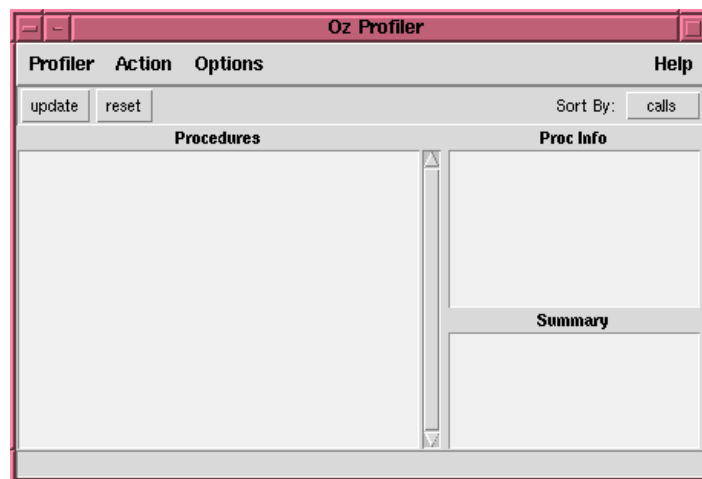 Oz Profiler
Profiler Action Options Help
update reset Sort By: calls
Procedures Proc Info
Summary